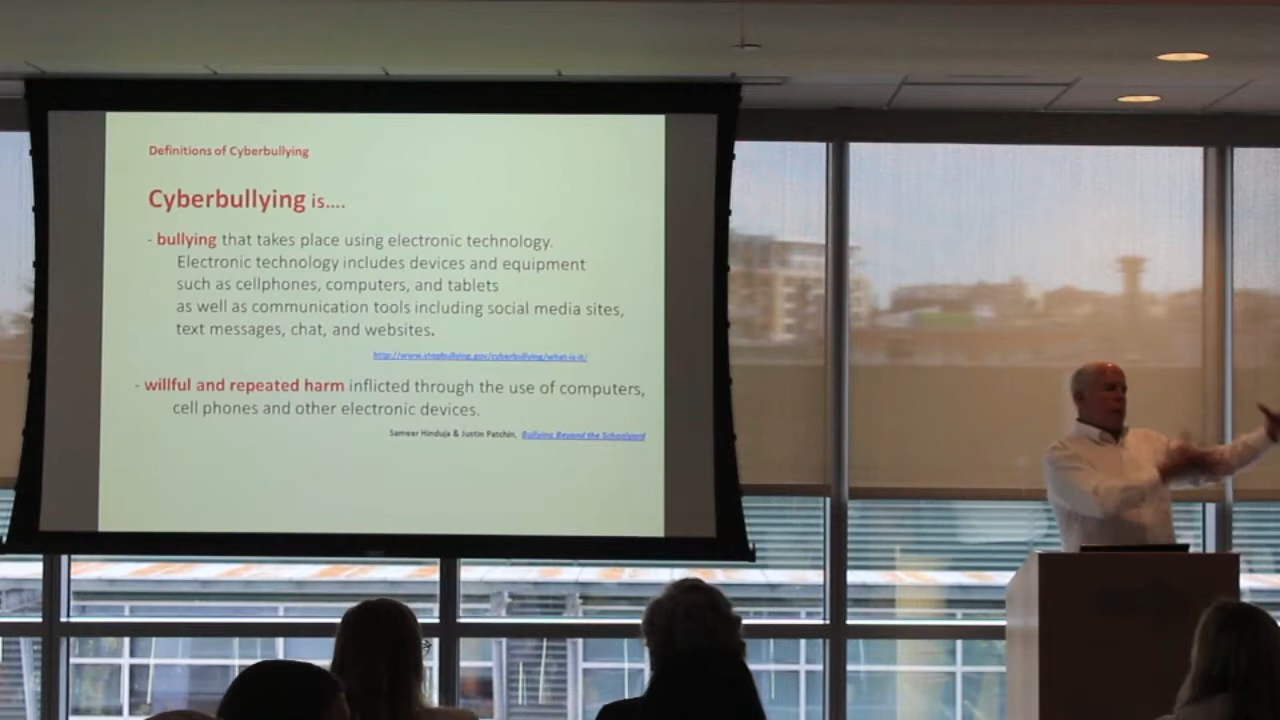 Definitions of Cyberbullying
Cyberbullying is....
- bullying that takes place using electronic technology.
Electronic technology includes devices and equipment
such as cellphones, computers, and tablets
as well as communication tools including social media sites,
text messages, chat, and websites.
http://www.stopbullying.gov/cyberbullying/what-is-it/
- willful and repeated harm inflicted through the use of computers,
cell phones and other electronic devices.
Sameer Hinduja & Justin Patchin, Bullying Beyond the Schoolyard